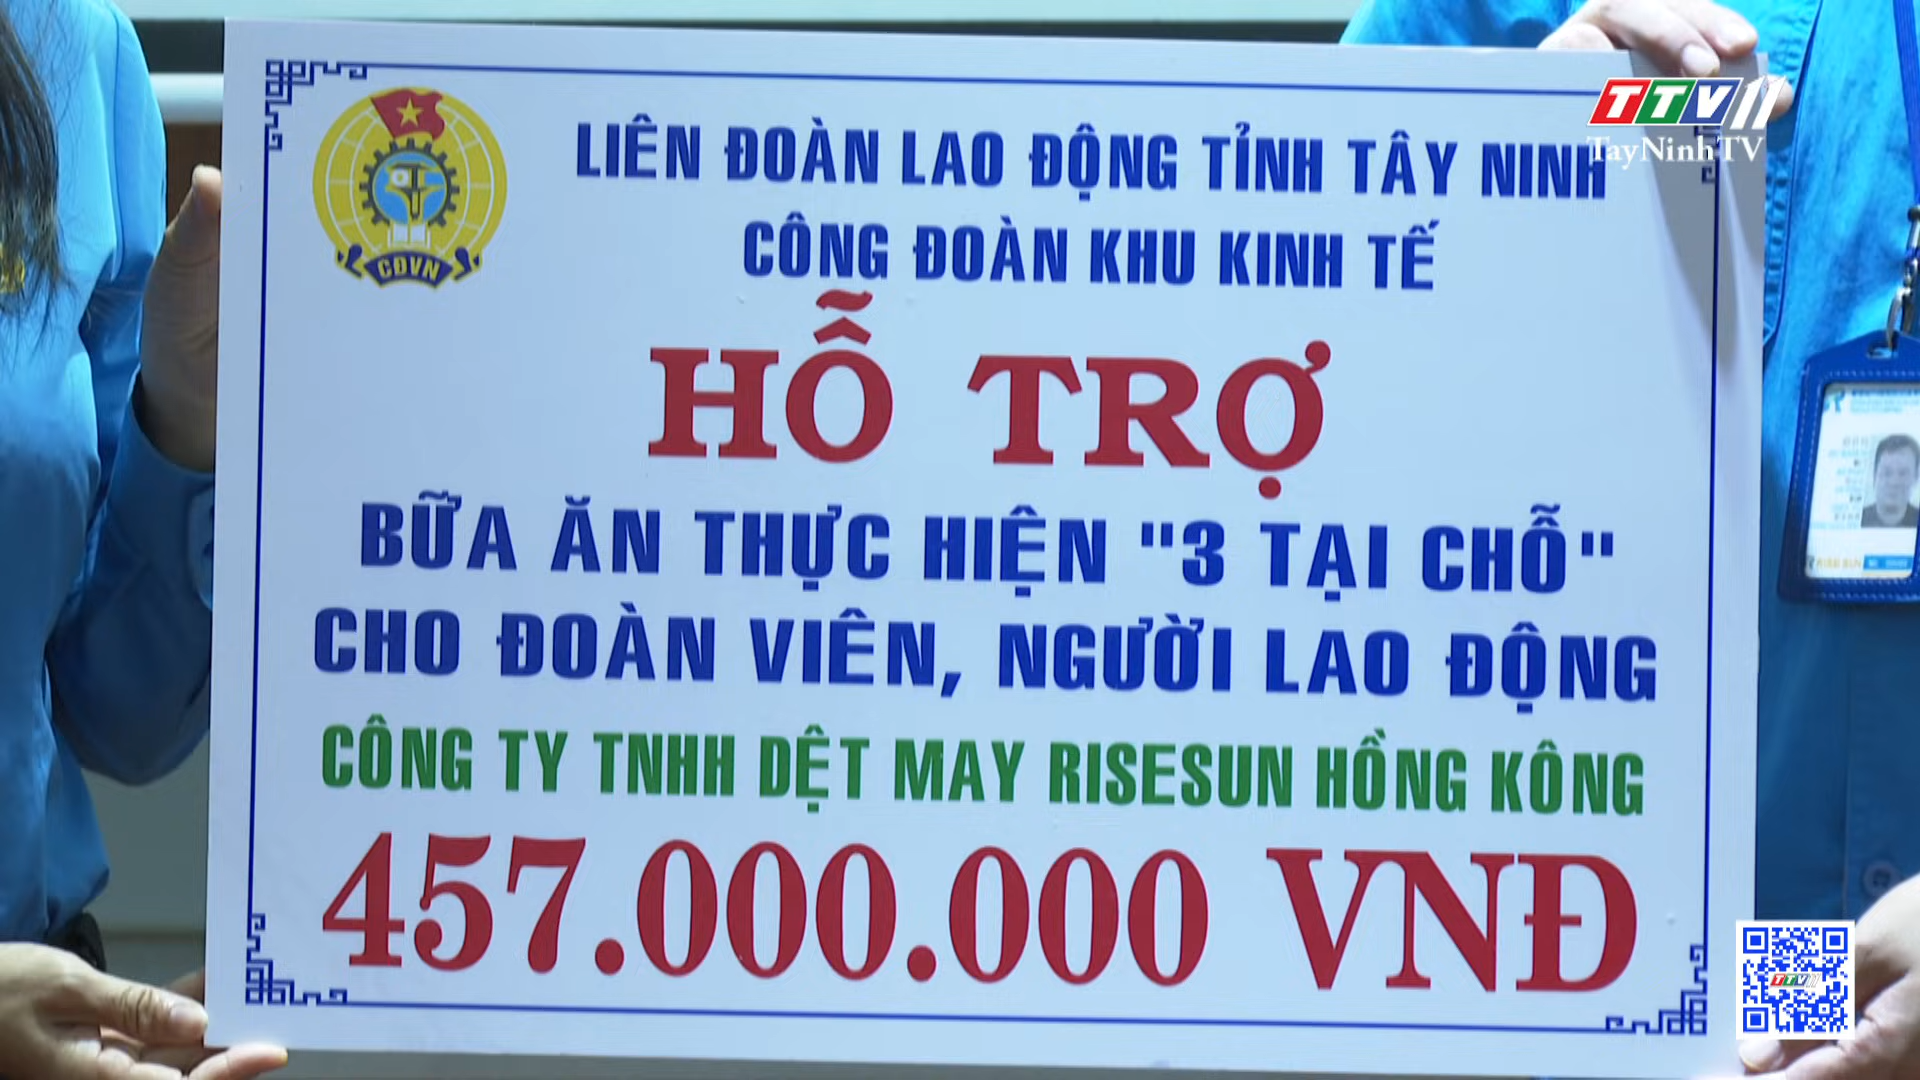 TTV11
TayNinhTV
CĐVN
LIÊN ĐOÀN LAO ĐỘNG TỈNH TÂY NINH
CÔNG ĐOÀN KHU KINH TẾ
HỖ TRỢ
BỮA ĂN THỰC HIỆN "3 TẠI CHỖ"
CHO ĐOÀN VIÊN, NGƯỜI LAO ĐỘNG
CÔNG TY TNHH DỆT MAY RISESUN HỒNG KÔNG
457.000.000 VNĐ
TTV11